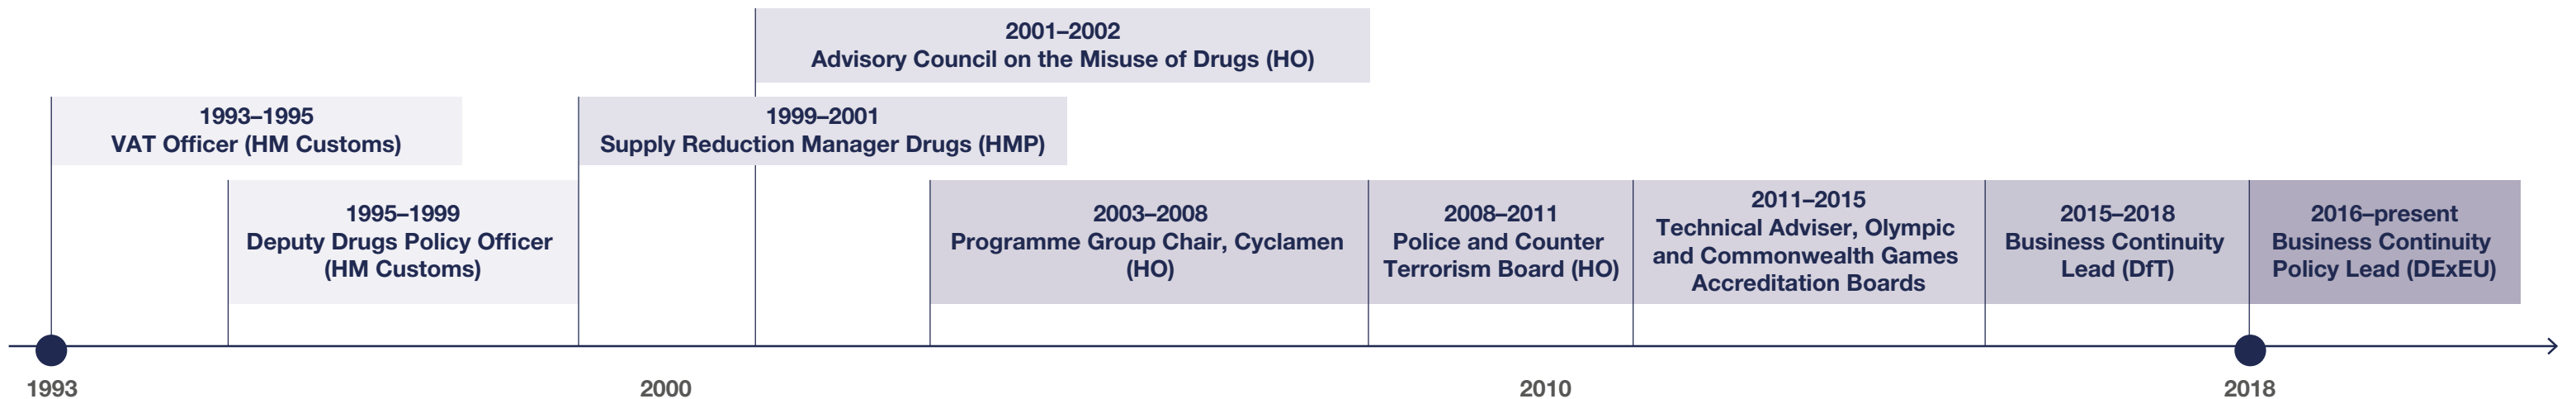 2001–2002
Advisory Council on the Misuse of Drugs (HO)
1993–1995
VAT Officer (HM Customs)
1999–2001
Supply Reduction Manager Drugs (HMP)
1995–1999
Deputy Drugs Policy Officer
(HM Customs)
2003–2008
Programme Group Chair, Cyclamen
(HO)
2008–2011
Police and Counter
Terrorism Board (HO)
2011–2015
Technical Adviser, Olympic
and Commonwealth Games
Accreditation Boards
2015–2018
Business Continuity
Lead (DfT)
2016–present
Business Continuity
Policy Lead (DExEU)
1993
2000
2010
2018